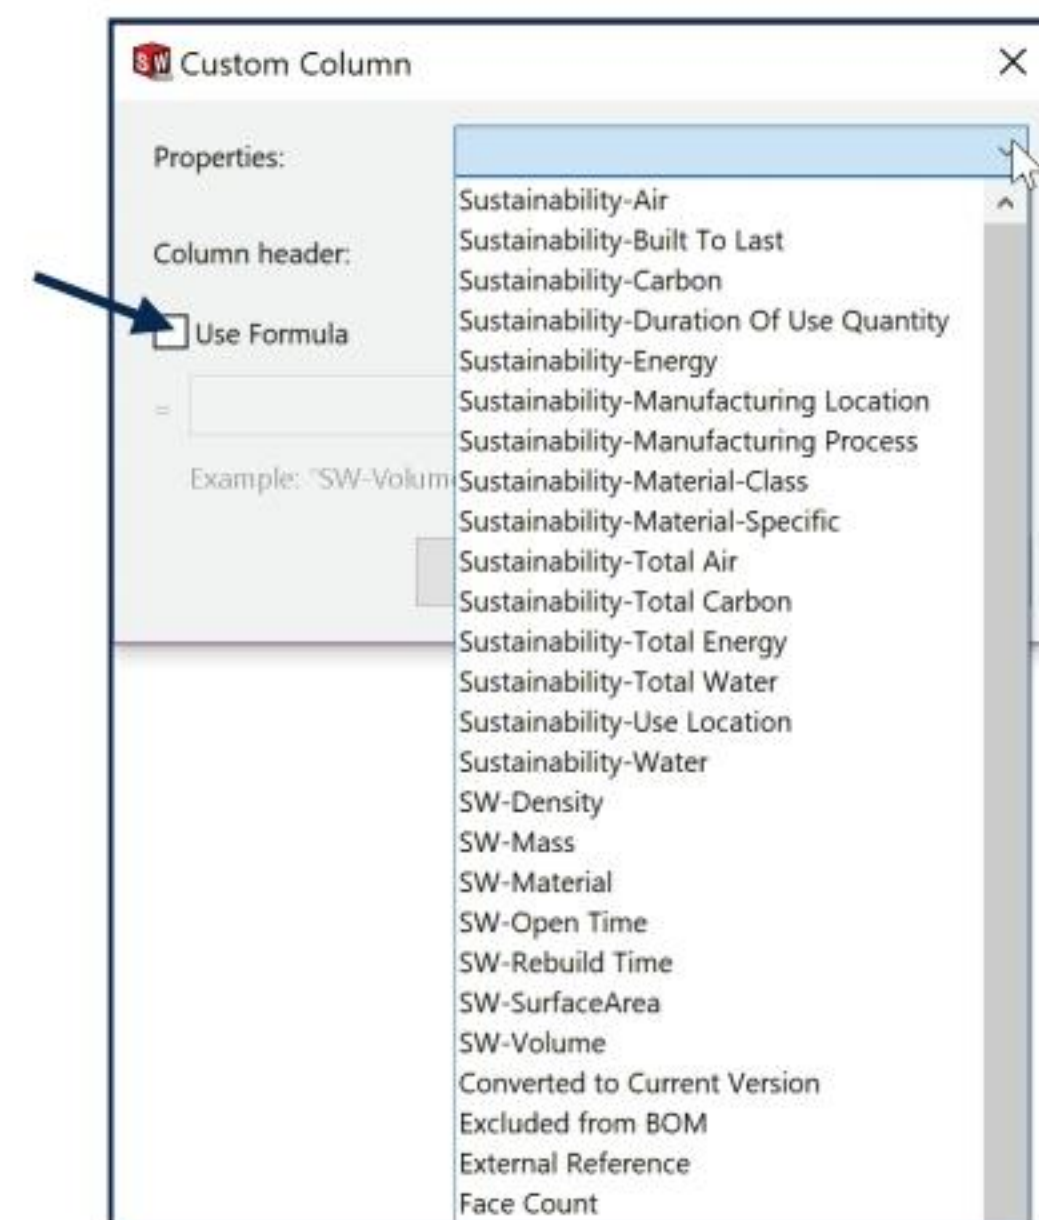 SW Custom Column
Properties:
Column header:
Use Formula
=
Example: "SW-Volum
Sustainability-Air
Sustainability-Built To Last
Sustainability-Carbon
Sustainability-Duration Of Use Quantity
Sustainability-Energy
Sustainability-Manufacturing Location
Sustainability-Manufacturing Process
Sustainability-Material-Class
Sustainability-Material-Specific
Sustainability-Total Air
Sustainability-Total Carbon
Sustainability-Total Energy
Sustainability-Total Water
Sustainability-Use Location
Sustainability-Water
SW-Density
SW-Mass
SW-Material
SW-Open Time
SW-Rebuild Time
SW-SurfaceArea
SW-Volume
Converted to Current Version
Excluded from BOM
External Reference
Face Count